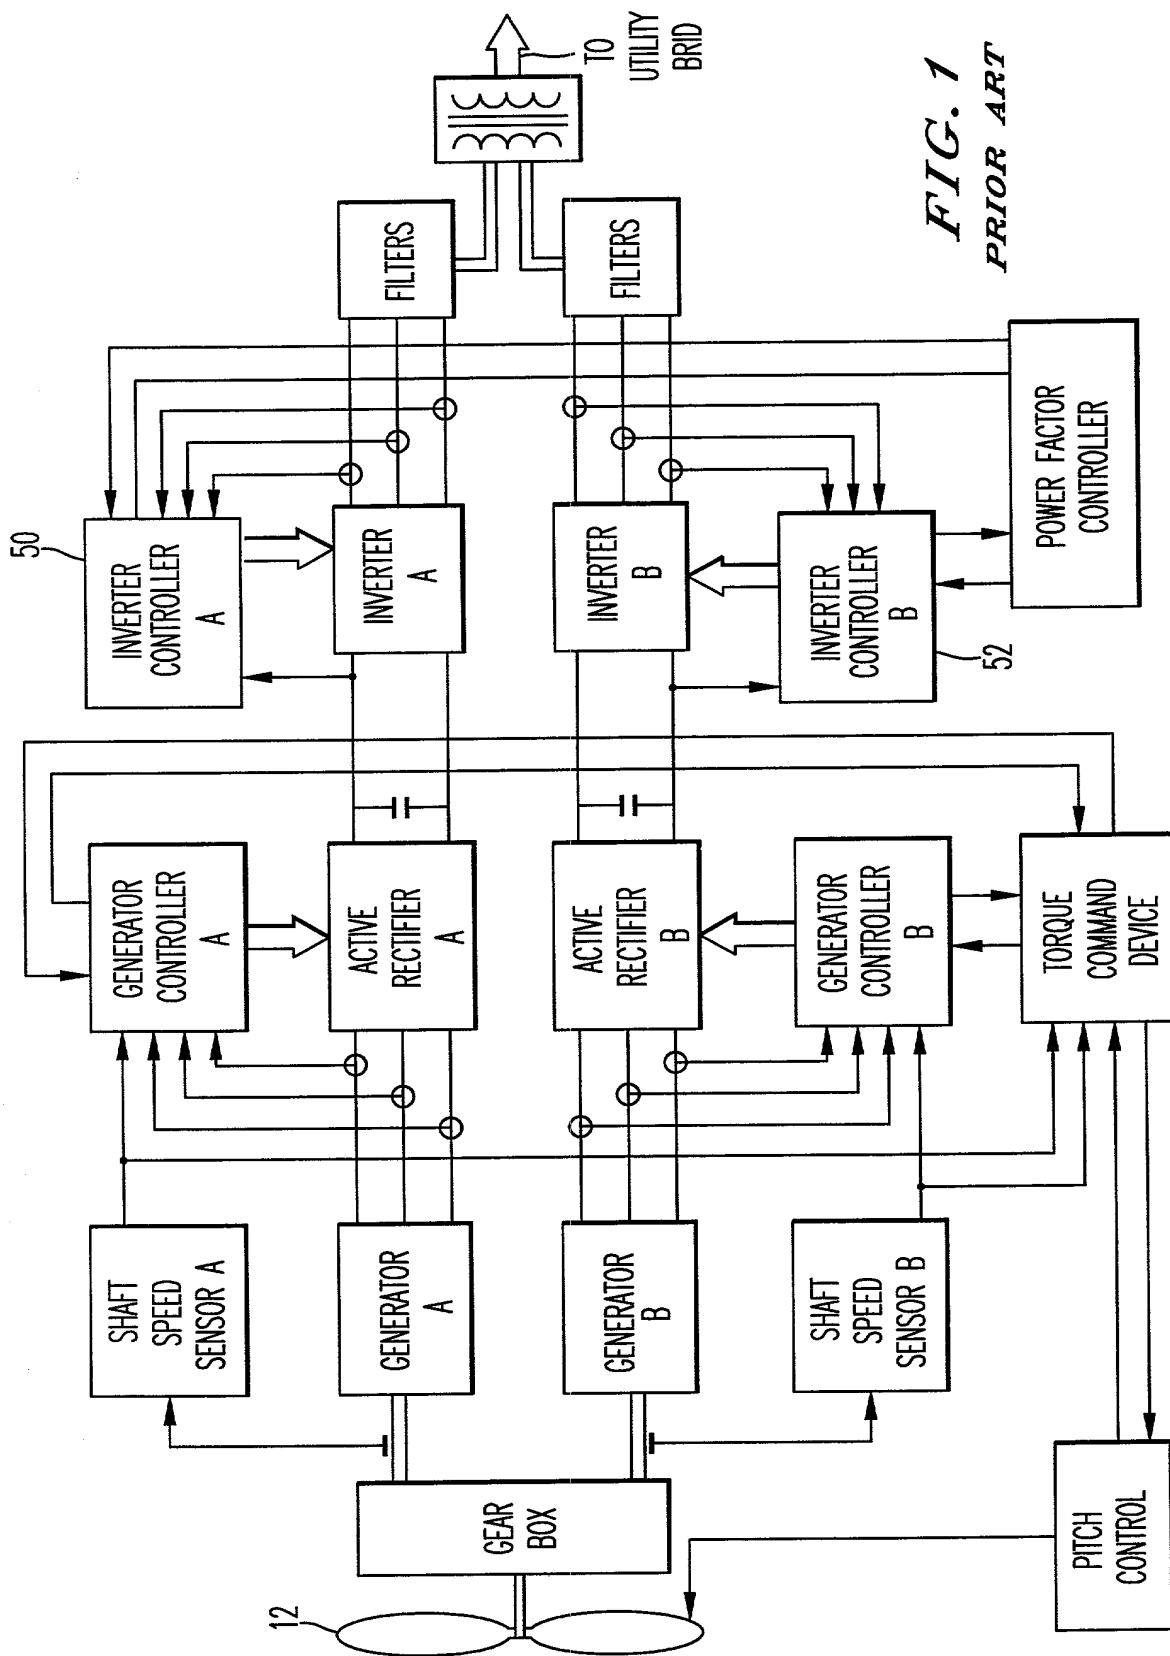 FIG. 1
PRIOR ART
12
GEAR
BOX
PITCH
CONTROL
SHAFT
SPEED
SENSOR A
GENERATOR
A
GENERATOR
B
SHAFT
SPEED
SENSOR B
GENERATOR
CONTROLLER
A
ACTIVE
RECTIFIER
A
ACTIVE
RECTIFIER
B
GENERATOR
CONTROLLER
B
TORQUE
COMMAND
DEVICE
50
INVERTER
CONTROLLER
A
INVERTER
A
INVERTER
B
INVERTER
CONTROLLER
B
52
POWER FACTOR
CONTROLLER
FILTERS
FILTERS
TO
UTILITY
BRID